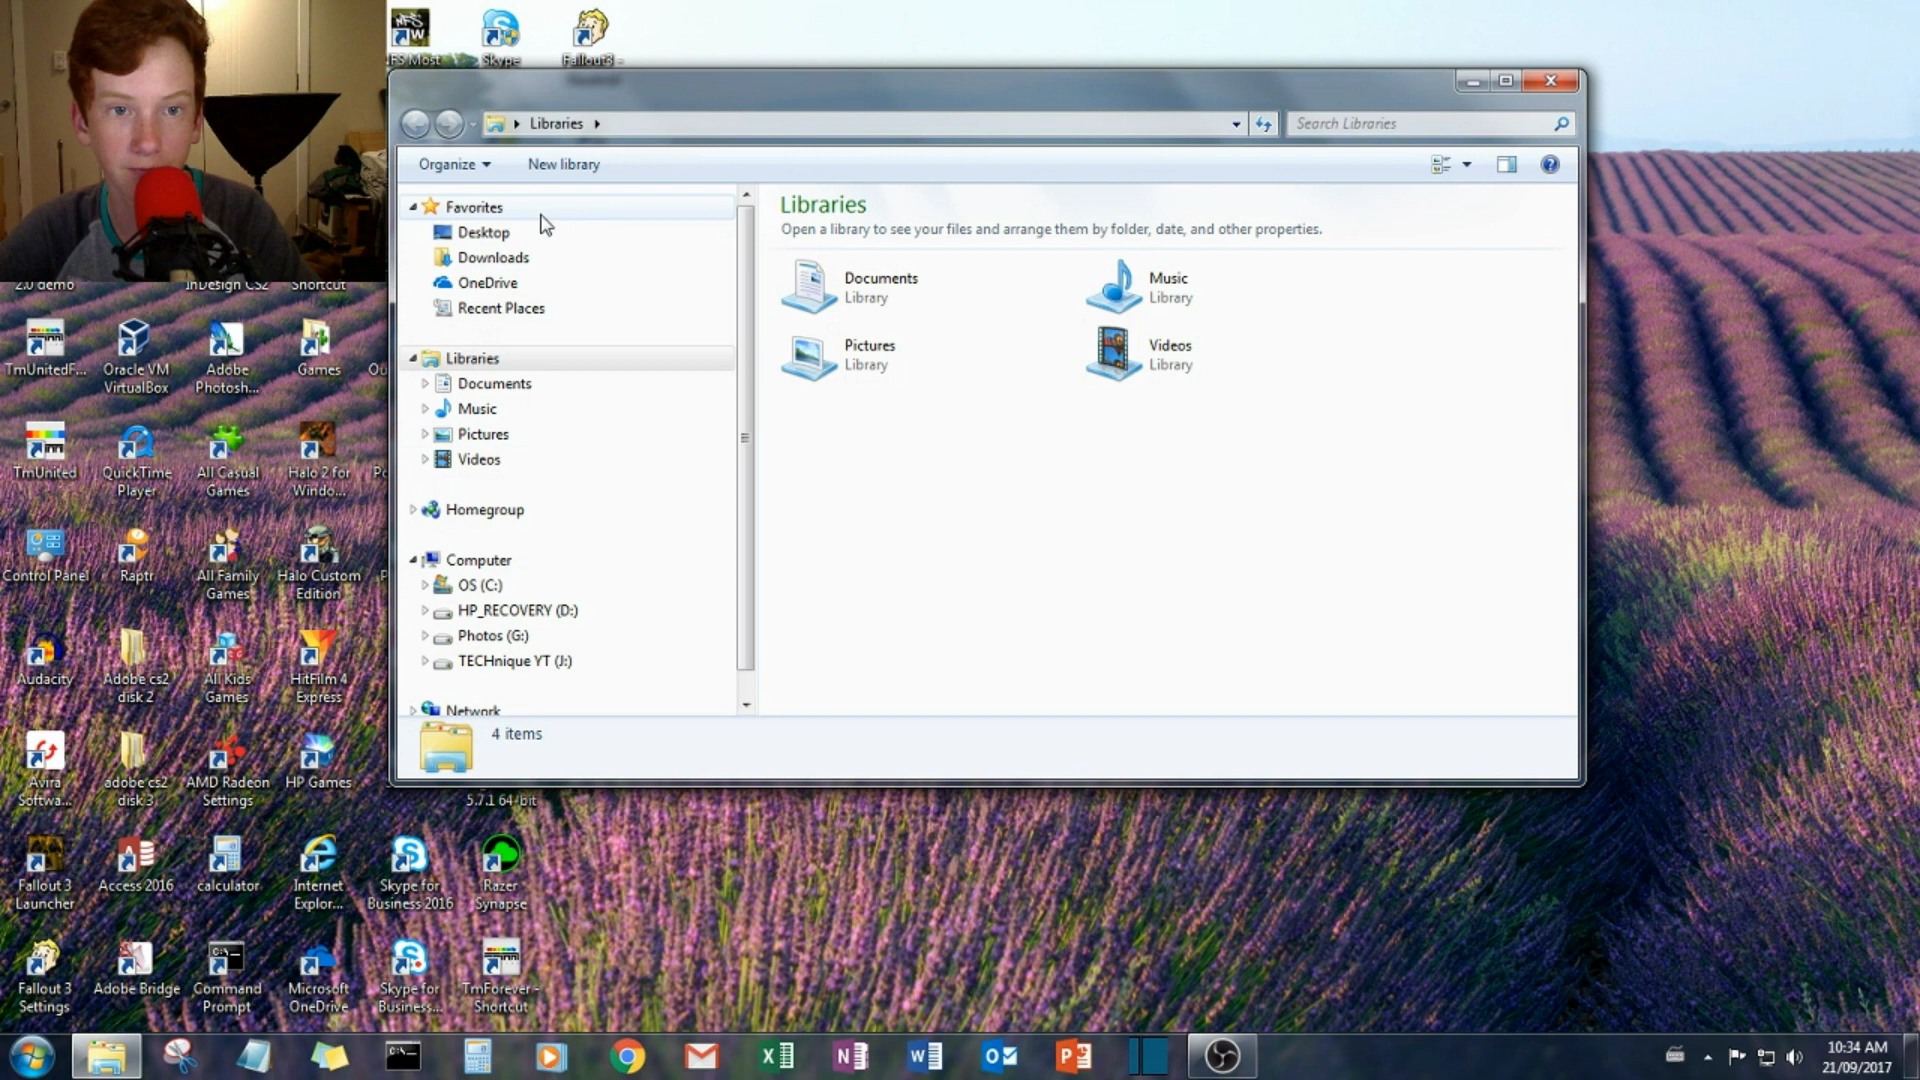 FS Most
Skype
Fallout3 -
Libraries
Search Libraries
Organize
New library
Favorites
Desktop
Downloads
OneDrive
Recent Places
Libraries
Documents
Music
Pictures
Videos
Homegroup
Computer
OS (C:)
HP_RECOVERY (D:)
Photos (G:)
TECHnique YT (J:)
Network
Libraries
Open a library to see your files and arrange them by folder, date, and other properties.
Documents
Library
Music
Library
Pictures
Library
Videos
Library
4 items
2.0 demo
InDesign CS2
Shortcut
TmUnitedF...
Oracle VM
VirtualBox
Adobe
Photosh...
Games
TmUnited
QuickTime
Player
All Casual
Games
Halo 2 for
Windo...
Control Panel
Raptr
All Family
Games
Halo Custom
Edition
Audacity
Adobe cs2
disk 2
All Kids
Games
HitFilm 4
Express
Avira
Softwa...
adobe cs2
disk 3
AMD Radeon
Settings
HP Games
5.7.1 64-bit
Fallout 3
Launcher
Access 2016
calculator
Internet
Explor...
Skype for
Business 2016
Razer
Synapse
Fallout 3
Settings
Adobe Bridge
Command
Prompt
Microsoft
OneDrive
Skype for
Business...
TmForever -
Shortcut
10:34 AM
21/09/2017